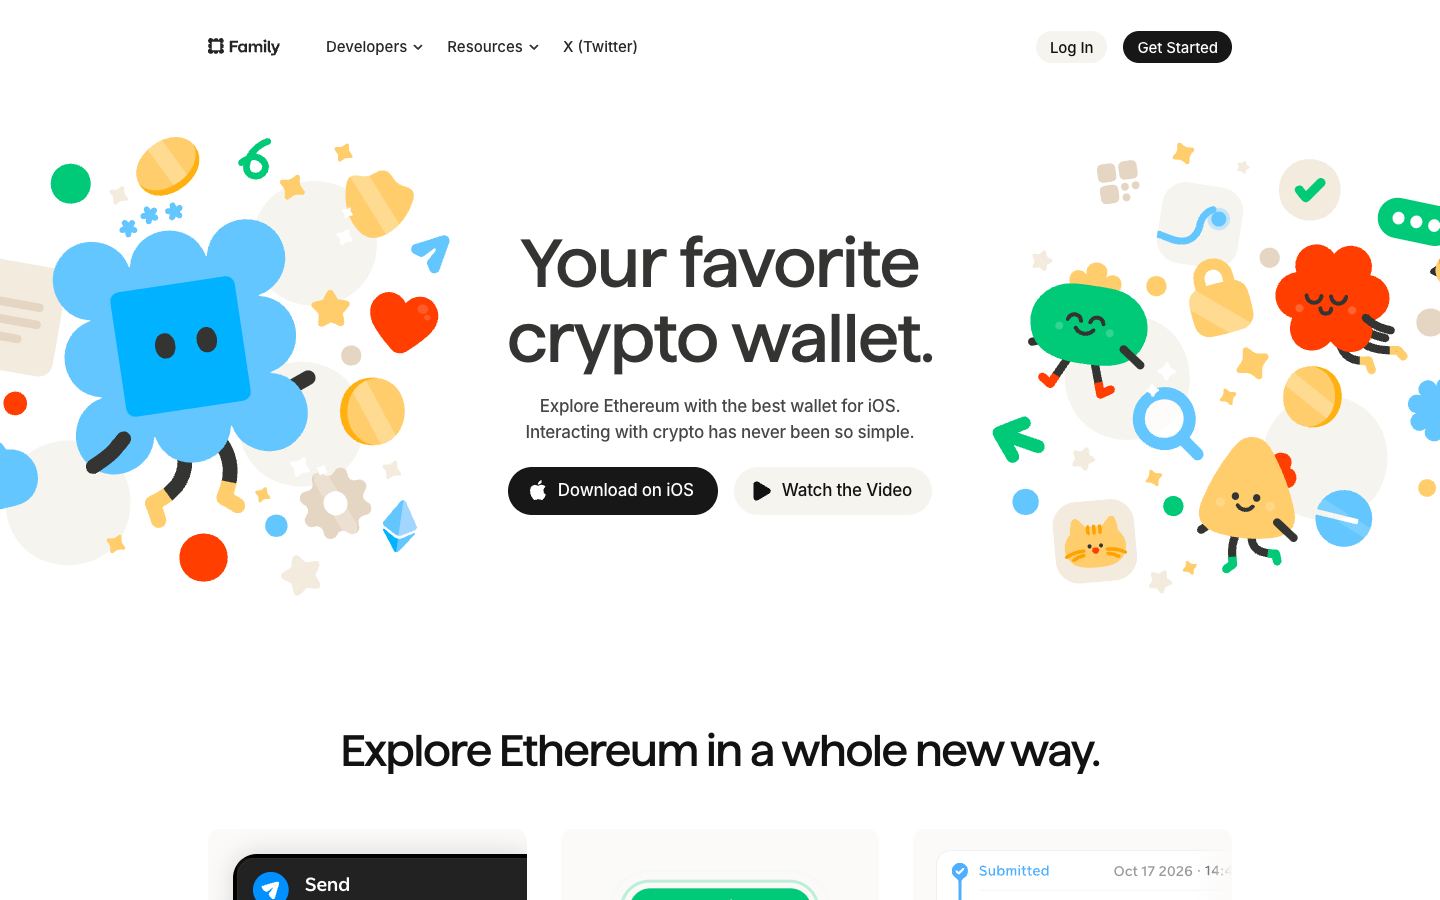 Family
Developers
Resources
X (Twitter)
Log In
Get Started
Your favorite
crypto wallet.
Explore Ethereum with the best wallet for iOS.
Interacting with crypto has never been so simple.
Download on iOS
Watch the Video
Explore Ethereum in a whole new way.
Send
Submitted
Oct 17 2026 · 14:4